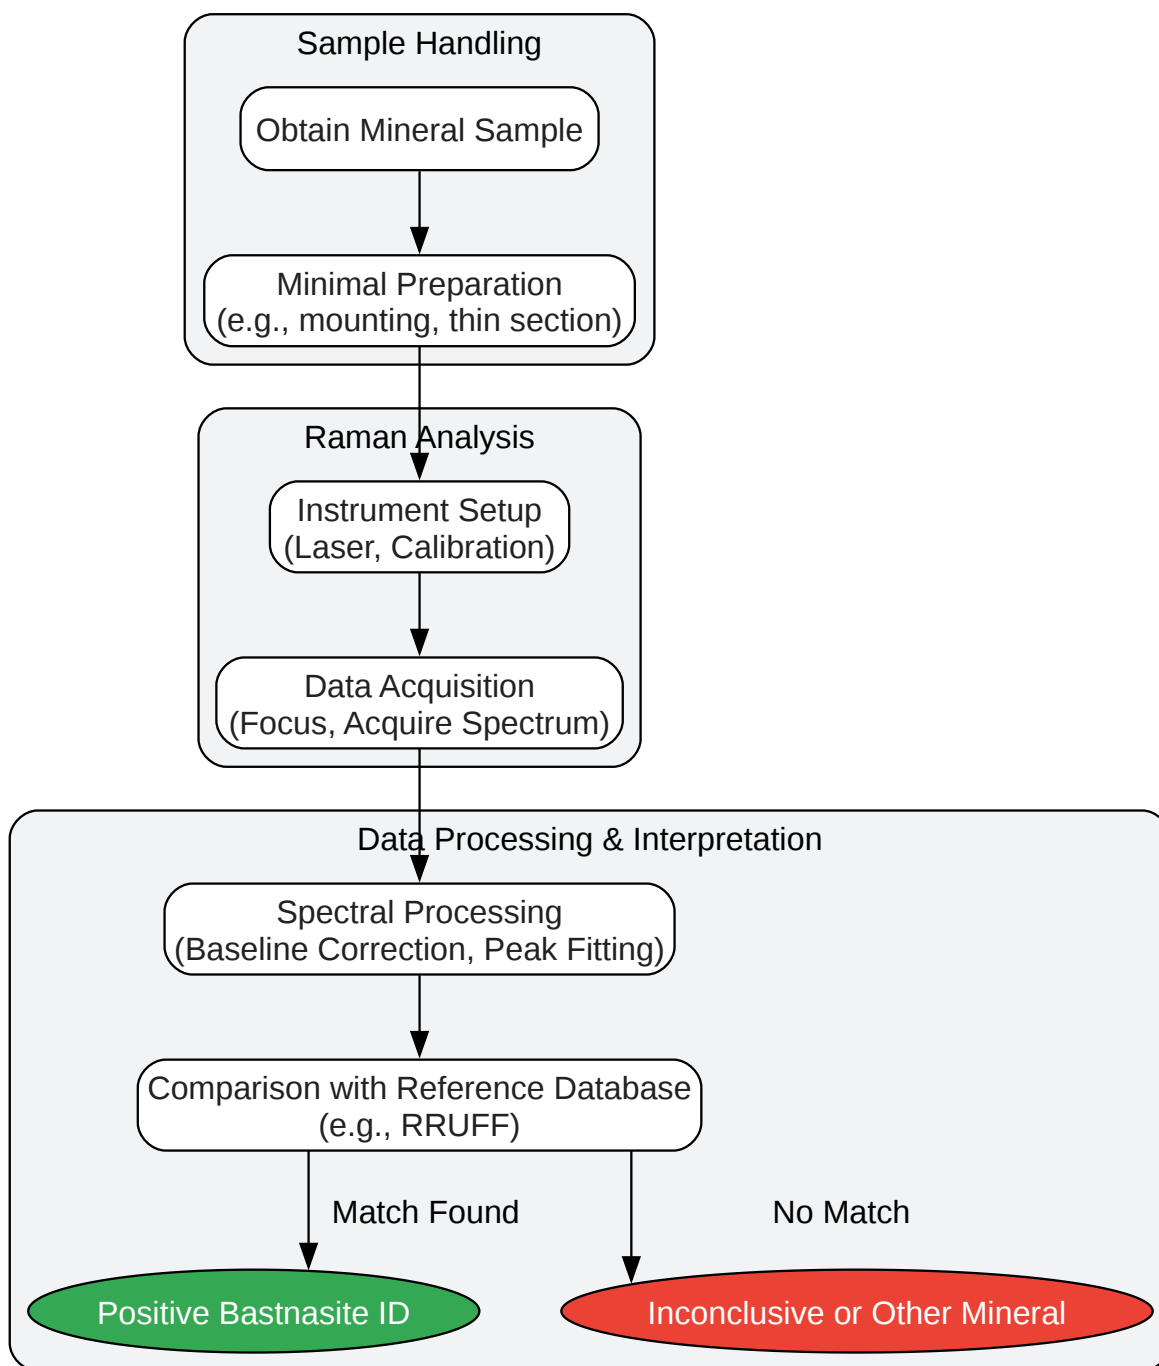 Sample Handling
Obtain Mineral Sample
Minimal Preparation
(e.g., mounting, thin section)
Raman Analysis
Instrument Setup
(Laser, Calibration)
Data Acquisition
(Focus, Acquire Spectrum)
Data Processing & Interpretation
Spectral Processing
(Baseline Correction, Peak Fitting)
Comparison with Reference Database
(e.g., RRUFF)
Match Found
No Match
Positive Bastnasite ID
Inconclusive or Other Mineral